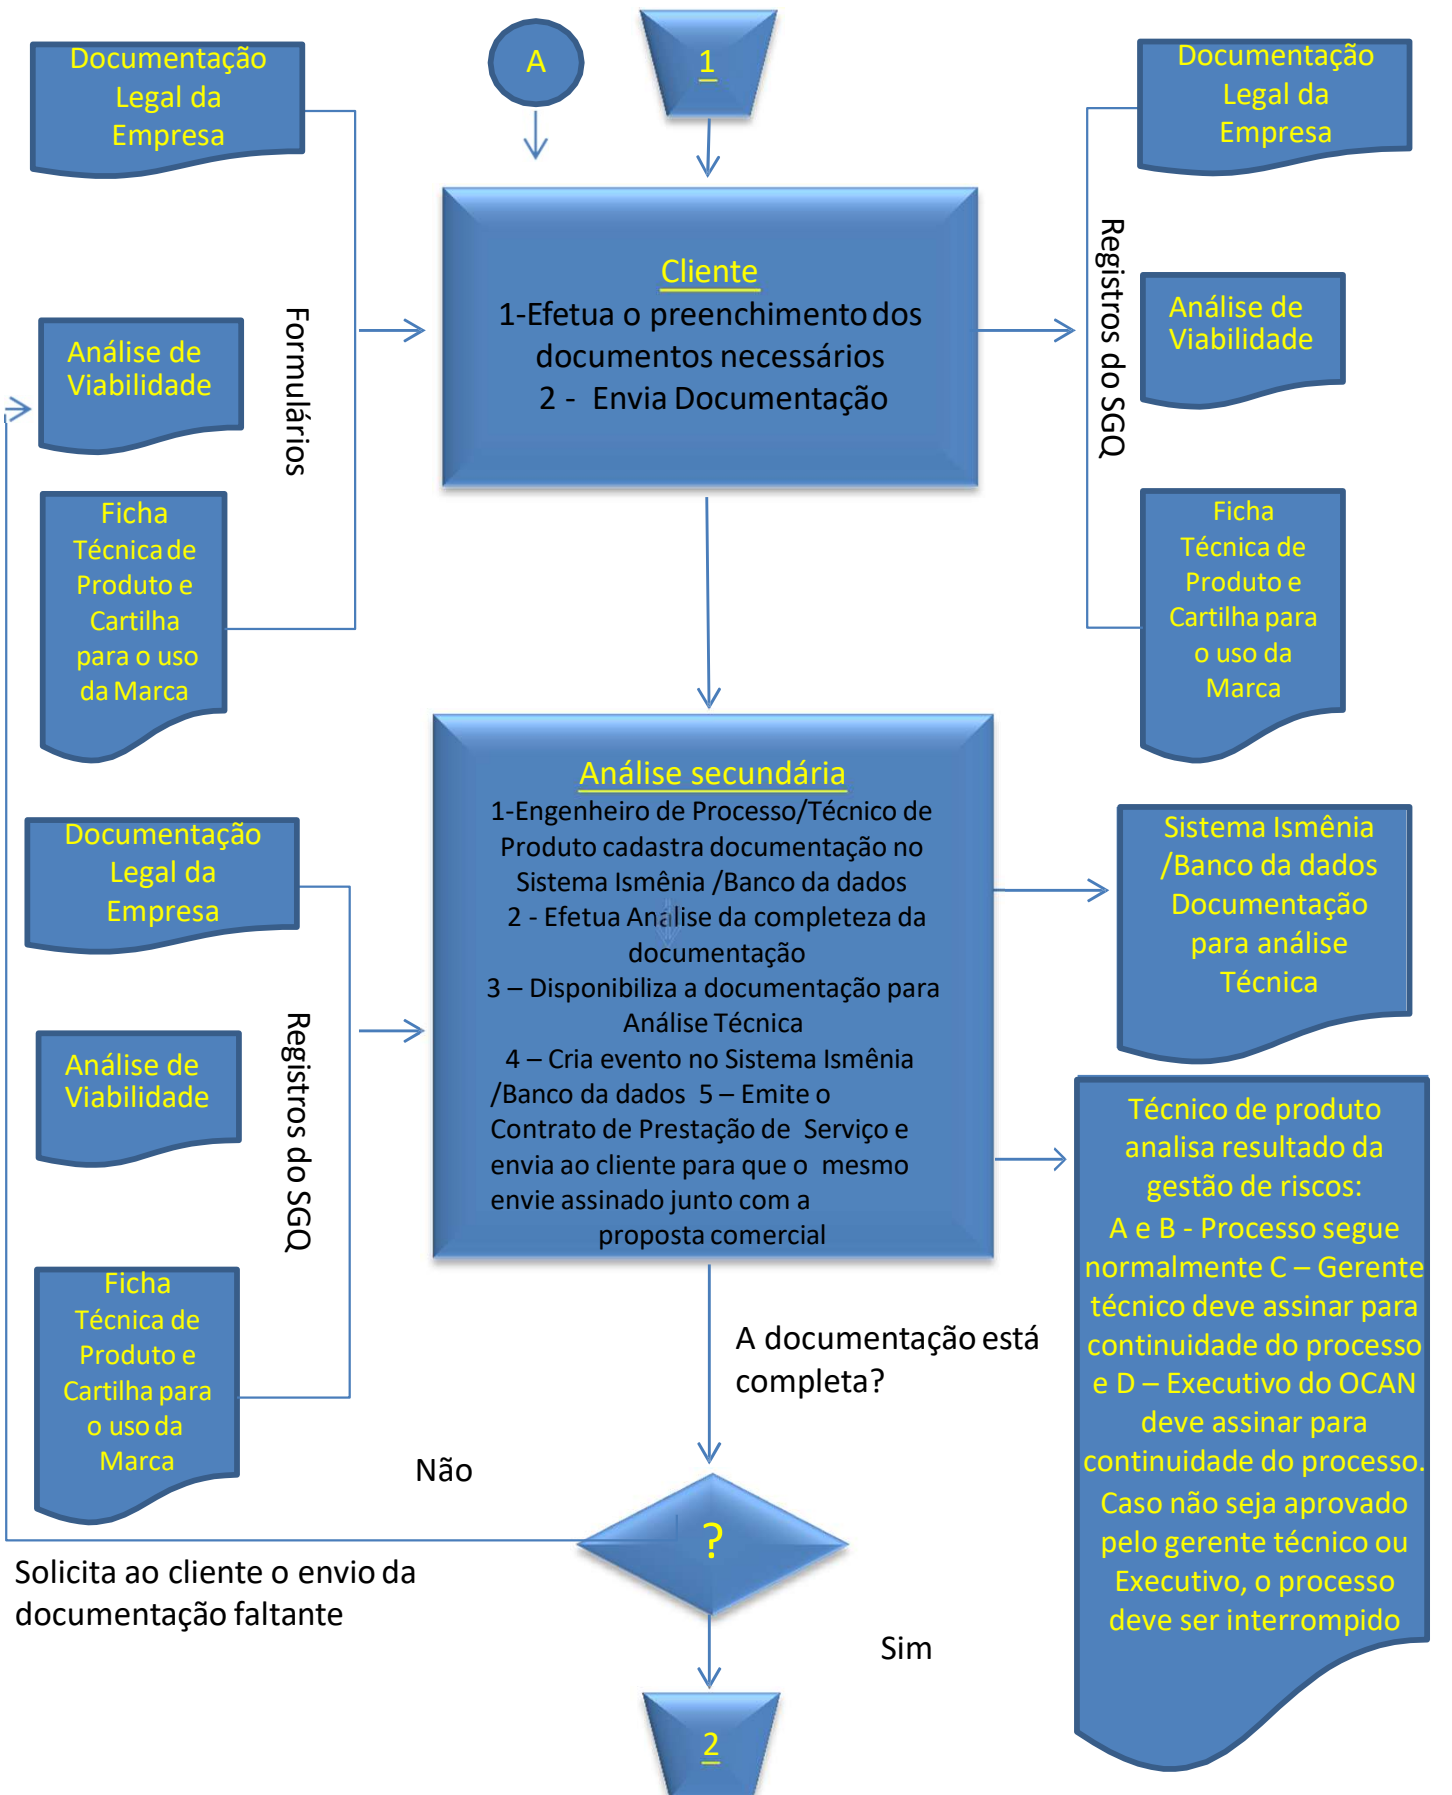 Documentação
Legal da
Empresa
A
1
Documentação
Legal da
Empresa
Cliente
1-Efetua o preenchimento dos
documentos necessários
2 - Envia Documentação
Formulários
Análise de
Viabilidade
Registros do SGQ
Análise de
Viabilidade
Ficha
Técnica de
Produto e
Cartilha
para o uso
da Marca
Ficha
Técnica de
Produto e
Cartilha para
o uso da
Marca
Análise secundária
1-Engenheiro de Processo/Técnico de
Produto cadastra documentação no
Sistema Ismênia /Banco da dados
2 - Efetua Análise da completeza da
documentação
3 – Disponibiliza a documentação para
Análise Técnica
4 – Cria evento no Sistema Ismênia
/Banco da dados 5 – Emite o
Contrato de Prestação de Serviço e
envia ao cliente para que o mesmo
envie assinado junto com a
proposta comercial
Documentação
Legal da
Empresa
Análise de
Viabilidade
Registros do SGQ
Ficha
Técnica de
Produto e
Cartilha para
o uso da
Marca
Sistema Ismênia
/Banco da dados
Documentação
para análise
Técnica
Técnico de produto
analisa resultado da
gestão de riscos:
A e B - Processo segue
normalmente C – Gerente
técnico deve assinar para
continuidade do processo
e D – Executivo do OCAN
deve assinar para
continuidade do processo.
Caso não seja aprovado
pelo gerente técnico ou
Executivo, o processo
deve ser interrompido
A documentação está
completa?
Não
?
Solicita ao cliente o envio da
documentação faltante
Sim
2